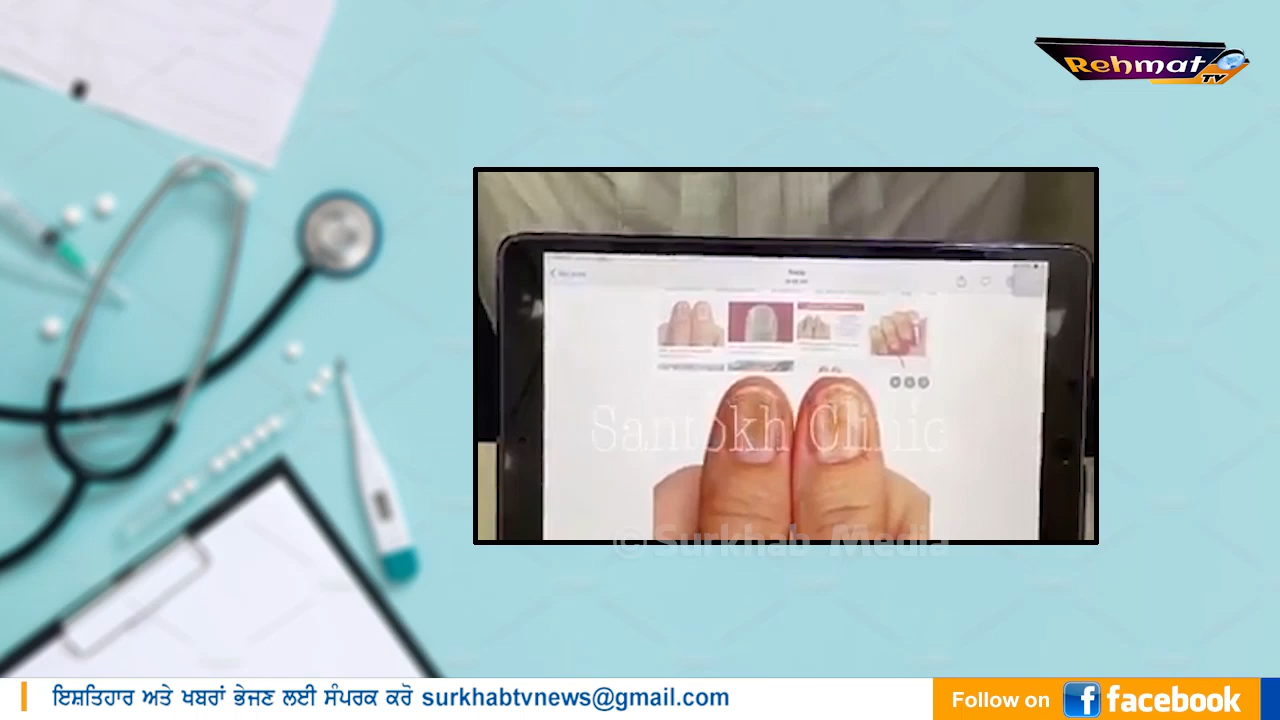 Rehmat
TV
Santokh Clinic
© Surkhab Media
ਇਸ਼ਤਿਹਾਰ ਅਤੇ ਖਬਰਾਂ ਭੇਜਣ ਲਈ ਸੰਪਰਕ ਕਰੋ surkhabtvnews@gmail.com
Follow on facebook